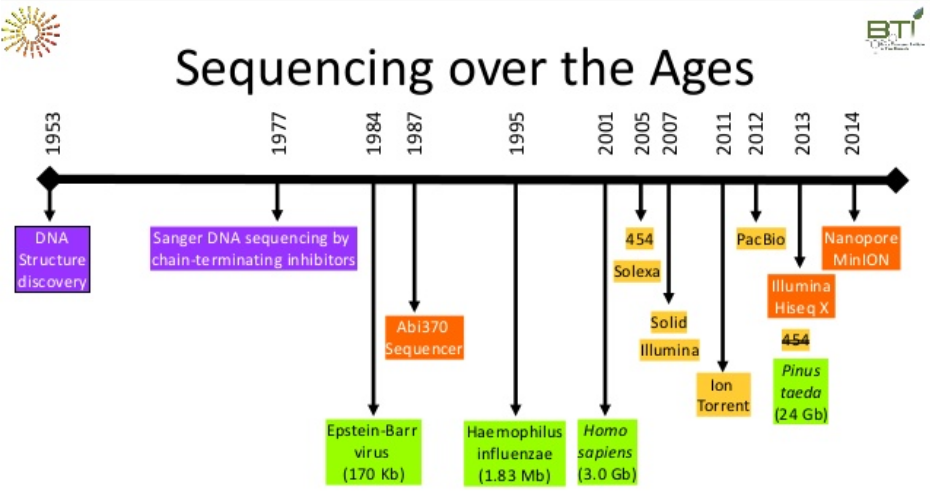 BTI
Sequencing over the Ages
1953
1977
1984
1987
1995
2001
2005
2007
2011
2012
2013
2014
DNA
Structure
discovery
Sanger DNA sequencing by
chain-terminating inhibitors
Epstein-Barr
virus
(170 Kb)
Abi370
Sequencer
Haemophilus
influenzae
(1.83 Mb)
Homo
sapiens
(3.0 Gb)
454
Solexa
Solid
Illumina
Ion
Torrent
PacBio
Illumina
Hiseq X
454
Pinus
taeda
(24 Gb)
Nanopore
MinION